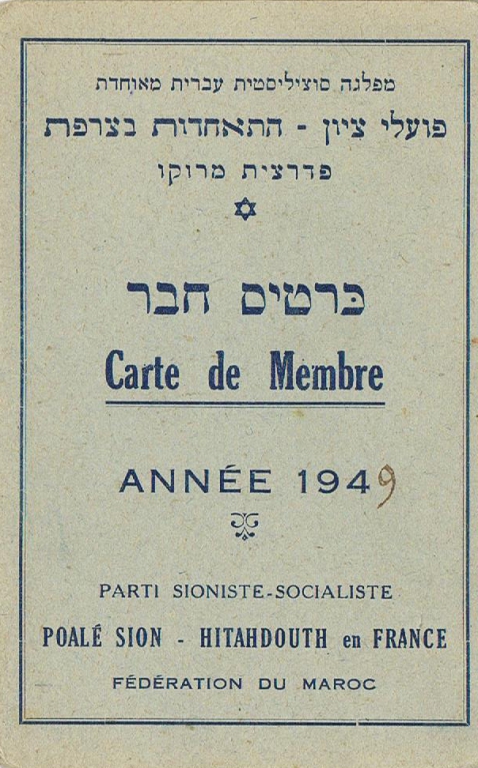 מפלגה סוציליסטית עברית מאוחדת
פועלי ציון - התאחדות בצרפת
פדרצית מרוקו
כרטיס חבר
Carte de Membre
ANNÉE 1949
PARTI SIONISTE-SOCIALISTE
POALÉ SION - HITAHDOUTH en FRANCE
FÉDÉRATION DU MAROC